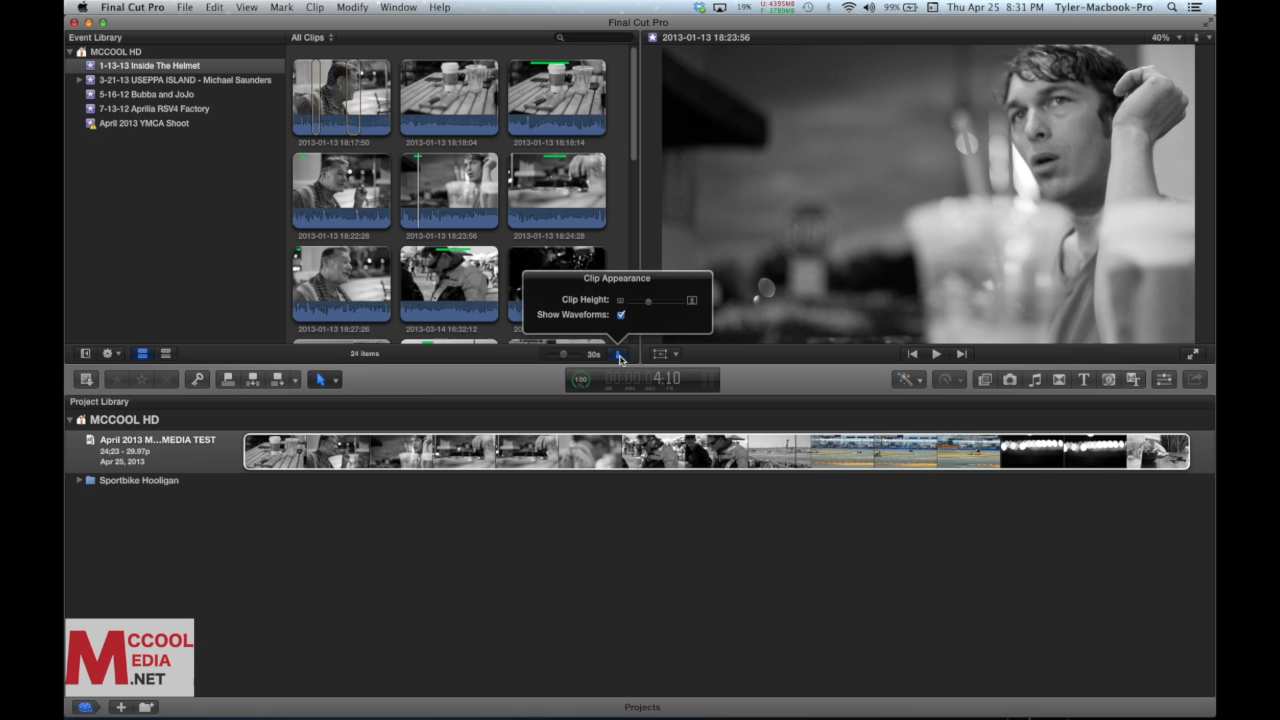 Final Cut Pro File Edit View Mark Clip Modify Window Help
19% U: 4395MB F: 2789MB 99% Thu Apr 25 8:31 PM Tyler-Macbook-Pro
Final Cut Pro
Event Library
All Clips
2013-01-13 18:23:56
40%
MCCOOL HD
1-13-13 Inside The Helmet
3-21-13 USEPPA ISLAND - Michael Saunders
5-16-12 Bubba and JoJo
7-13-12 Aprilia RSV4 Factory
April 2013 YMCA Shoot
2013-01-13 18:17:50
2013-01-13 18:18:04
2013-01-13 18:18:14
2013-01-13 18:22:28
2013-01-13 18:23:56
2013-01-13 18:24:28
2013-01-13 18:27:26
2013-03-14 16:32:12
Clip Appearance
Clip Height:
Show Waveforms:
24 items
30s
100
4:10
HR MIN SEC FR
Project Library
MCCOOL HD
April 2013 M...MEDIA TEST
24;23 - 29.97p
Apr 25, 2013
Sportbike Hooligan
MCCOOL
MEDIA
.NET
Projects